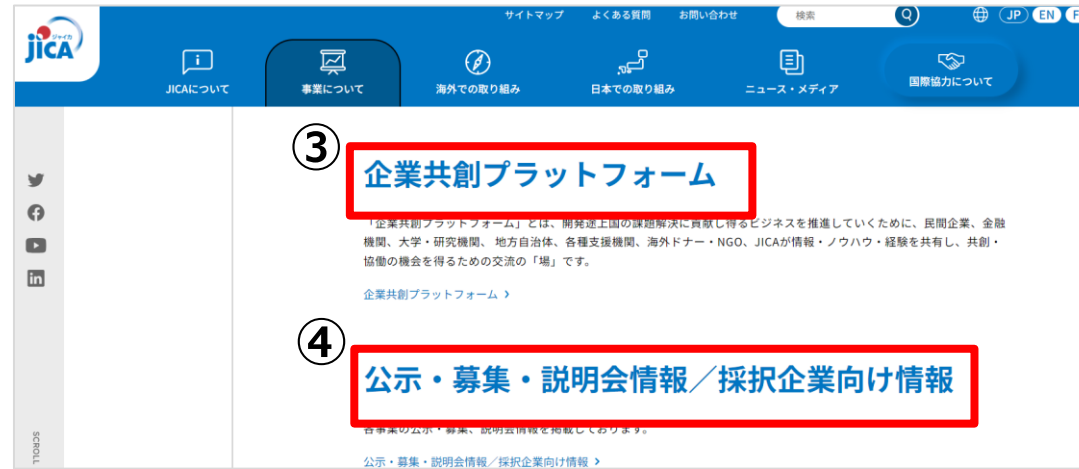 サイトマップ よくある質問 お問い合わせ 検索 JP EN F
ジャイカ
jICA
JICAについて 事業について 海外での取り組み 日本での取り組み ニュース・メディア 国際協力について
③
企業共創プラットフォーム
「企業共創プラットフォーム」とは、開発途上国の課題解決に貢献し得るビジネスを推進していくために、民間企業、金融
機関、大学・研究機関、 地方自治体、各種支援機関、海外ドナー・NGO、JICAが情報・ノウハウ・経験を共有し、共創・
協働の機会を得るための交流の「場」です。
企業共創プラットフォーム
④
公示・募集・説明会情報/採択企業向け情報
各事業の公示・募集、説明会情報を掲載しております。
公示・募集・説明会情報/採択企業向け情報
in
SCROLL